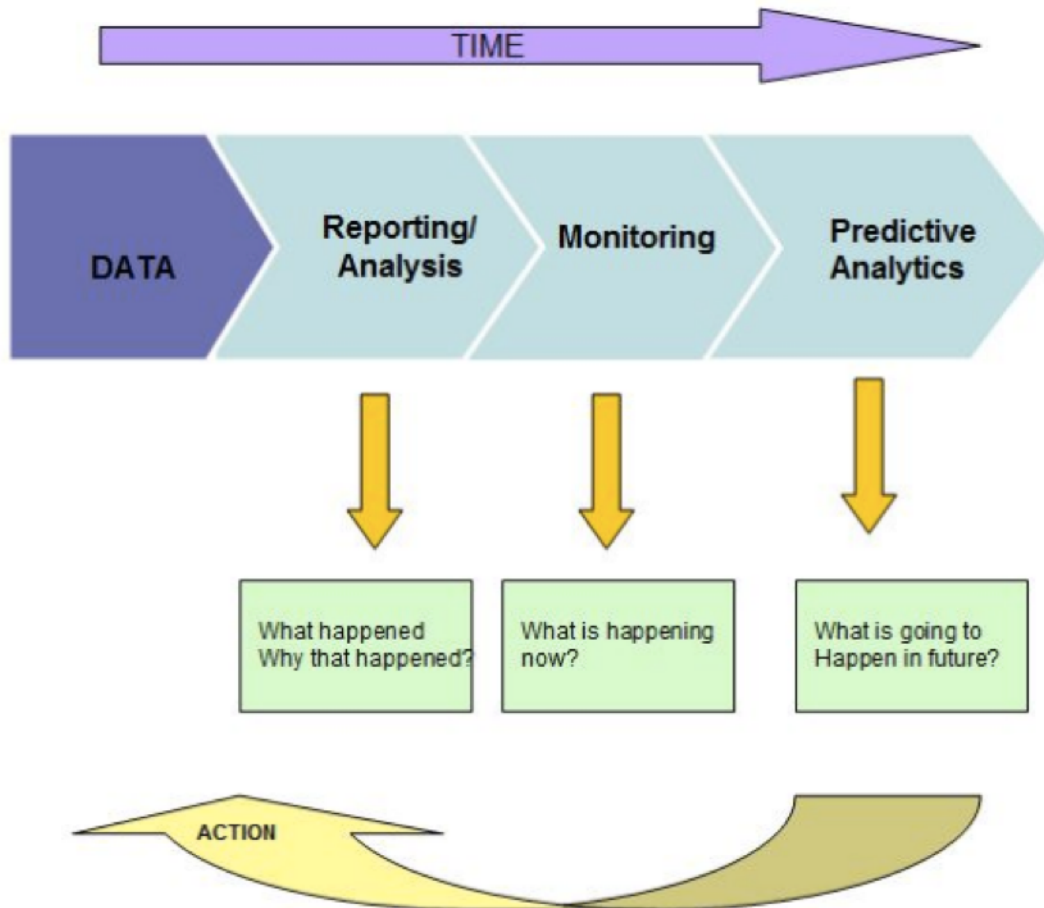 TIME
DATA
Reporting/
Analysis
Monitoring
Predictive
Analytics
What happened
Why that happened?
What is happening
now?
What is going to
Happen in future?
ACTION